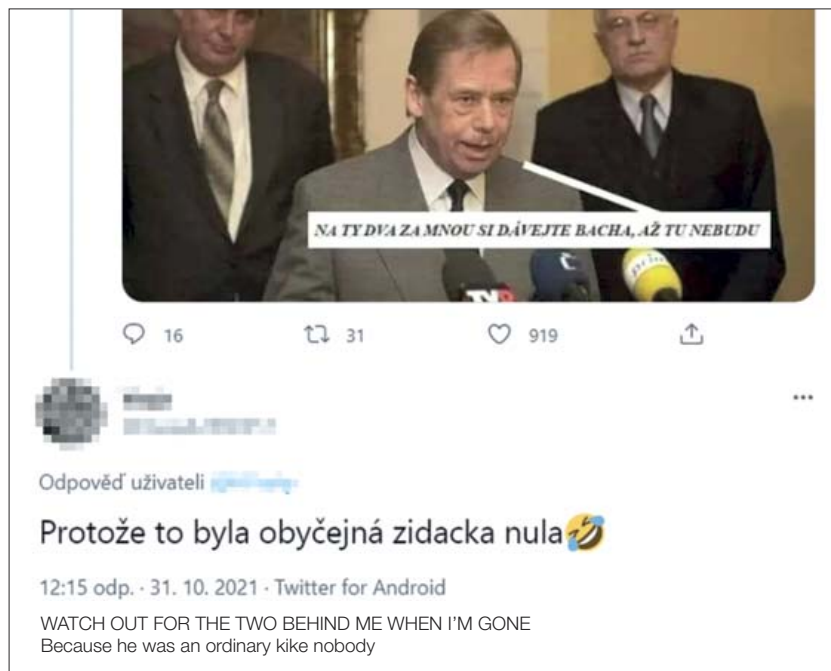 NA TY DVA ZA MNOU SI DÁVEJTE BACHA, AŽ TU NEBUDU
16 31 919
Odpověď uživateli
Protože to byla obyčejná zidacka nula🤣
12:15 odp. · 31. 10. 2021 · Twitter for Android
WATCH OUT FOR THE TWO BEHIND ME WHEN I'M GONE
Because he was an ordinary kike nobody